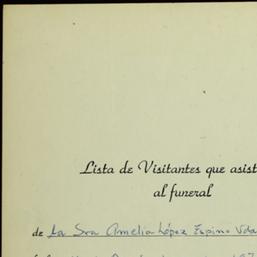 Lista de Visitantes que asist
al funeral
de La Sra Amelia López Espino Vda